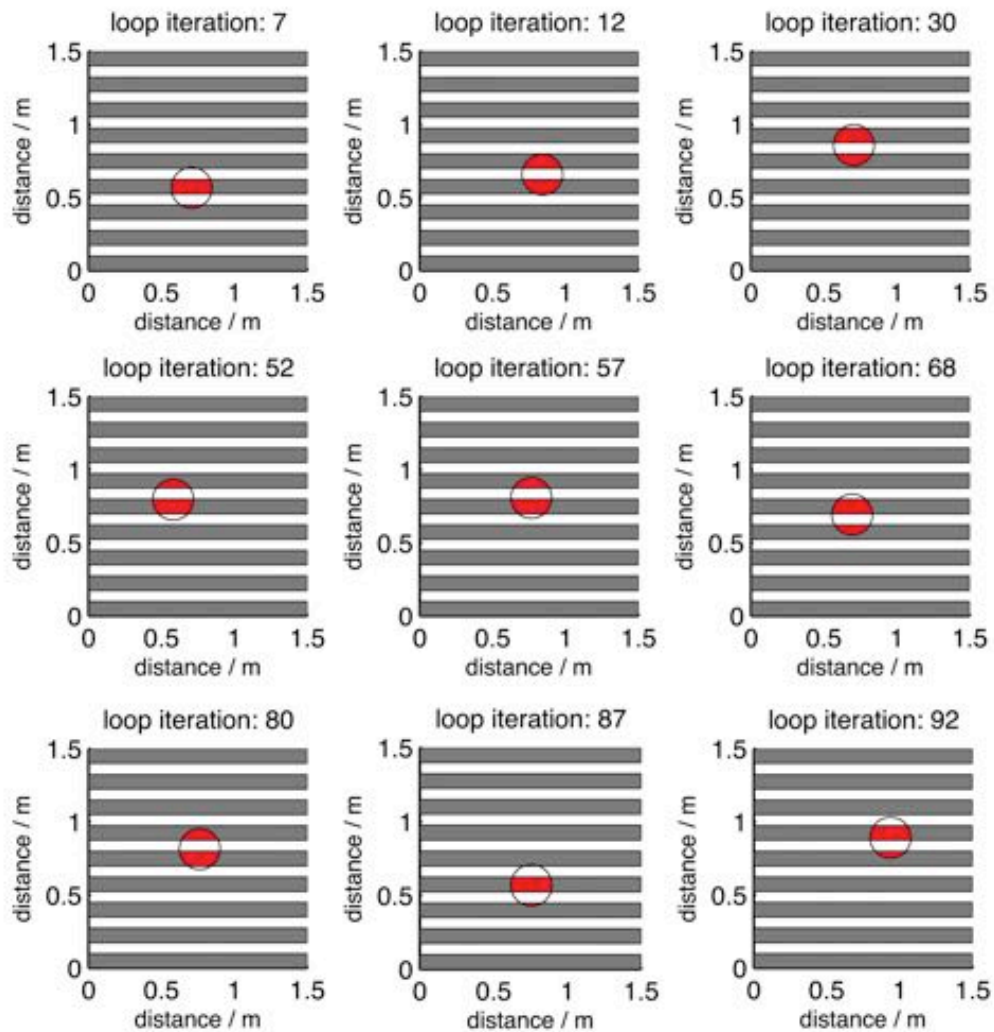 loop iteration: 7
1.5
1
0.5
0
distance / m
0 0.5 1 1.5
distance / m
loop iteration: 12
1.5
1
0.5
0
distance / m
0 0.5 1 1.5
distance / m
loop iteration: 30
1.5
1
0.5
0
distance / m
0 0.5 1 1.5
distance / m
loop iteration: 52
1.5
1
0.5
0
distance / m
0 0.5 1 1.5
distance / m
loop iteration: 57
1.5
1
0.5
0
distance / m
0 0.5 1 1.5
distance / m
loop iteration: 68
1.5
1
0.5
0
distance / m
0 0.5 1 1.5
distance / m
loop iteration: 80
1.5
1
0.5
0
distance / m
0 0.5 1 1.5
distance / m
loop iteration: 87
1.5
1
0.5
0
distance / m
0 0.5 1 1.5
distance / m
loop iteration: 92
1.5
1
0.5
0
distance / m
0 0.5 1 1.5
distance / m